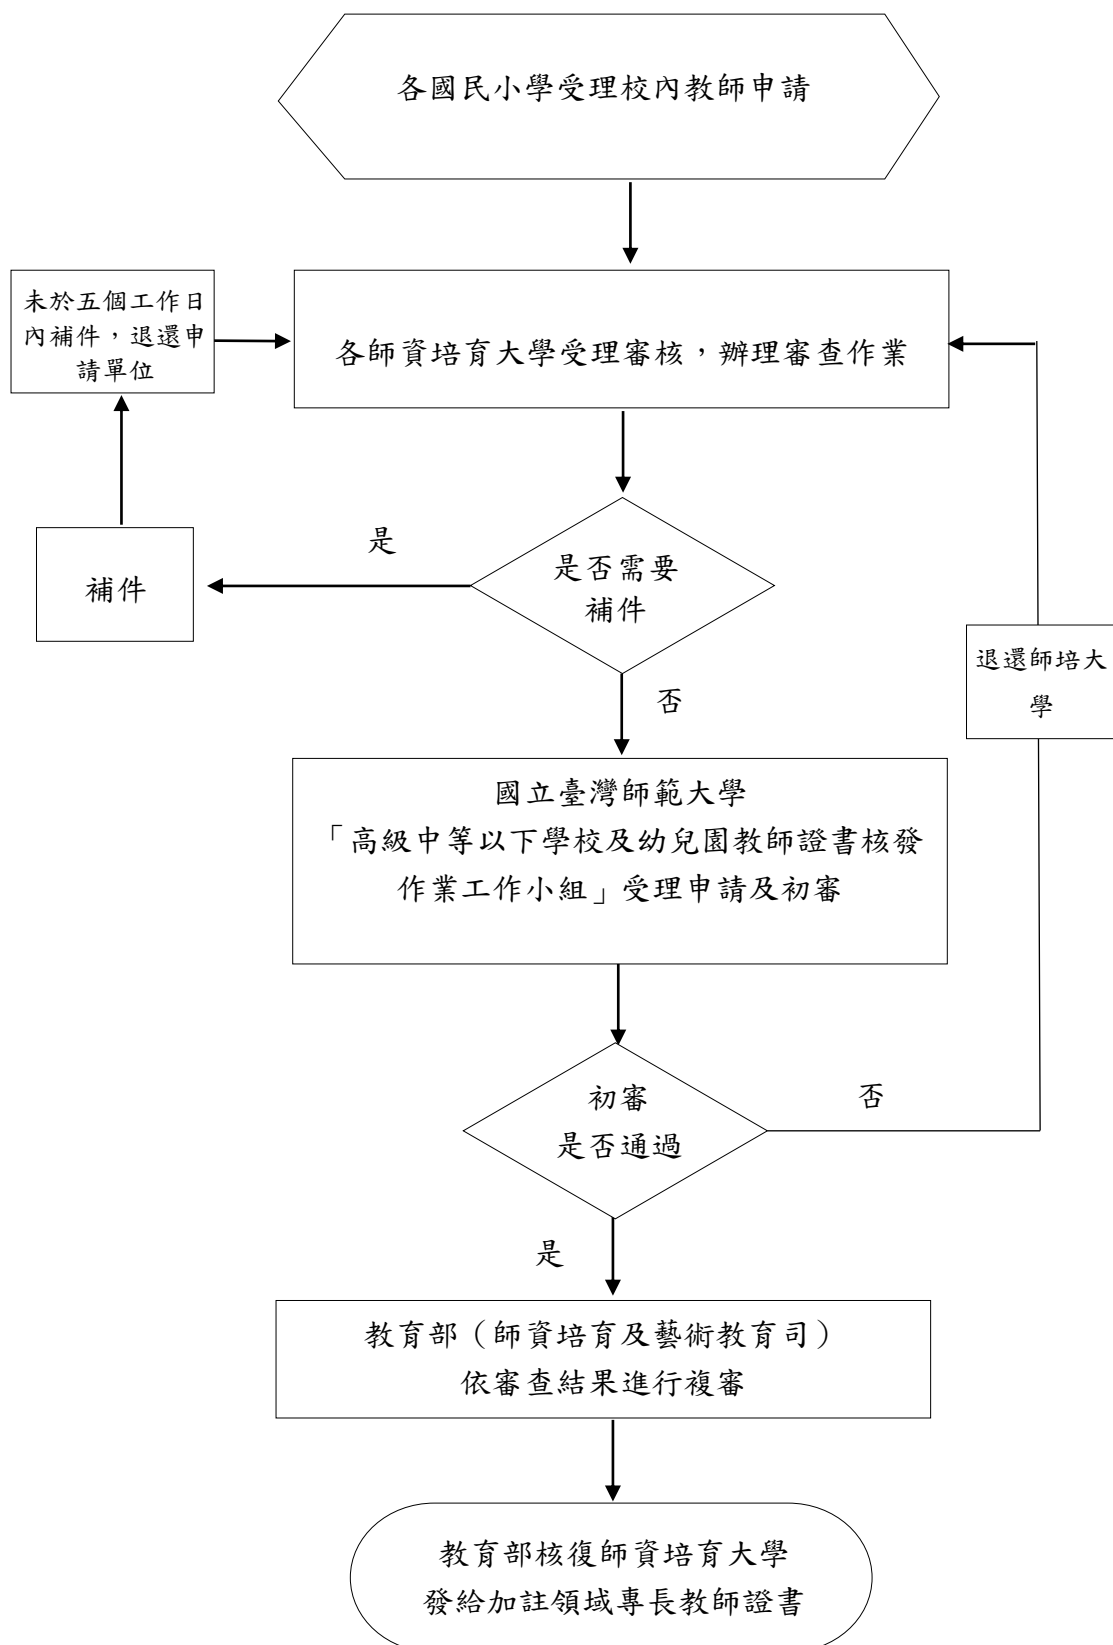 各國民小學受理校內教師申請
未於五個工作日
內補件，退還申
請單位
各師資培育大學受理審核，辦理審查作業
是
補件
是否需要
補件
否
退還師培大
學
國立臺灣師範大學
「高級中等以下學校及幼兒園教師證書核發
作業工作小組」受理申請及初審
初審
是否通過
否
是
教育部（師資培育及藝術教育司）
依審查結果進行複審
教育部核復師資培育大學
發給加註領域專長教師證書